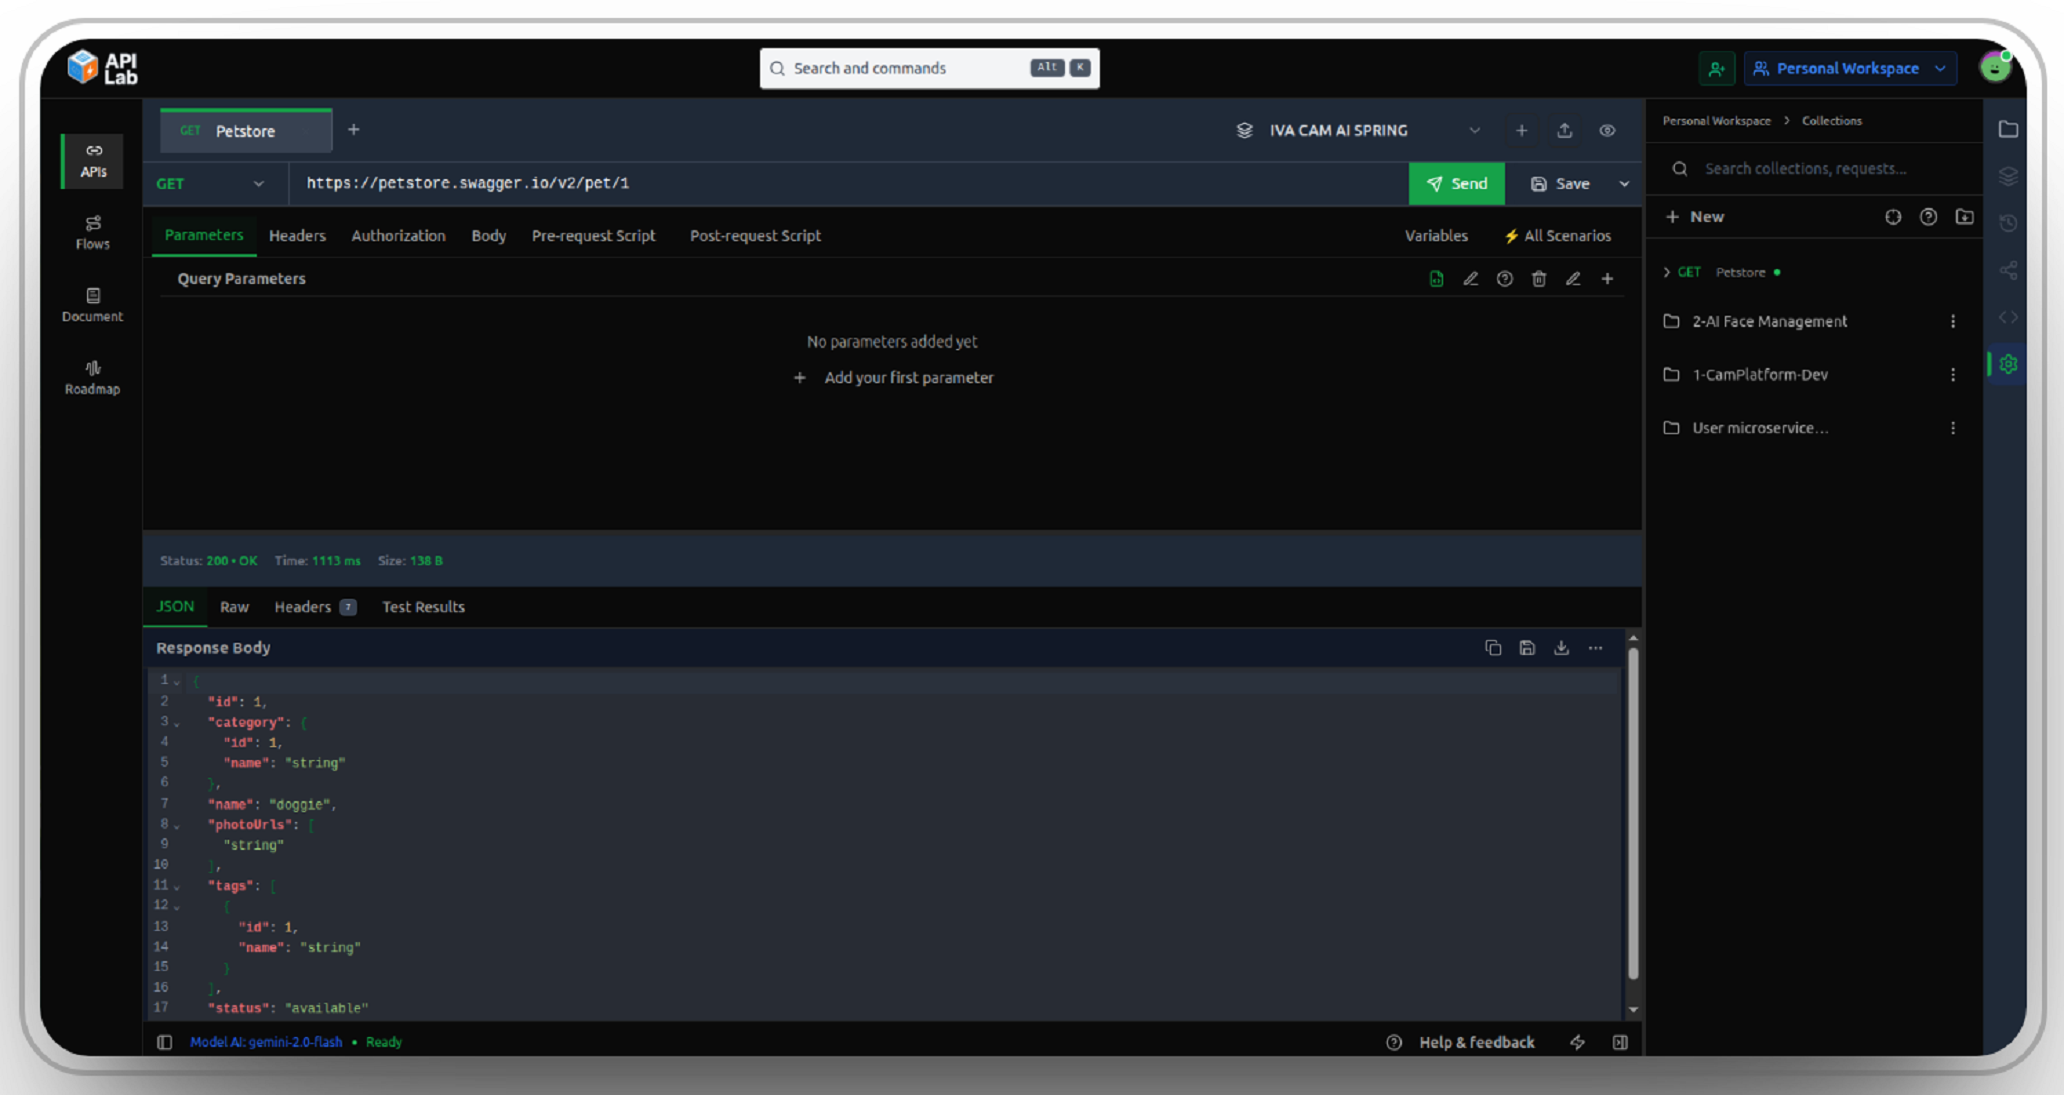 API
Lab
Search and commands Alt K
Personal Workspace
GET Petstore +
IVA CAM AI SPRING
Personal Workspace > Collections
APIs
GET https://petstore.swagger.io/v2/pet/1 Send Save
Search collections, requests...
+ New
Flows
Parameters Headers Authorization Body Pre-request Script Post-request Script Variables ⚡ All Scenarios
Query Parameters
> GET Petstore •
Document
No parameters added yet
2-AI Face Management
+ Add your first parameter
1-CamPlatform-Dev
Roadmap
User microservice...
Status: 200 • OK Time: 1113 ms Size: 138 B
JSON Raw Headers 7 Test Results
Response Body
1 {
2 "id": 1,
3 "category": {
4 "id": 1,
5 "name": "string"
6 },
7 "name": "doggie",
8 "photoUrls": [
9 "string"
10 ],
11 "tags": [
12 {
13 "id": 1,
14 "name": "string"
15 }
16 ],
17 "status": "available"
Model AI: gemini-2.0-flash • Ready
Help & feedback